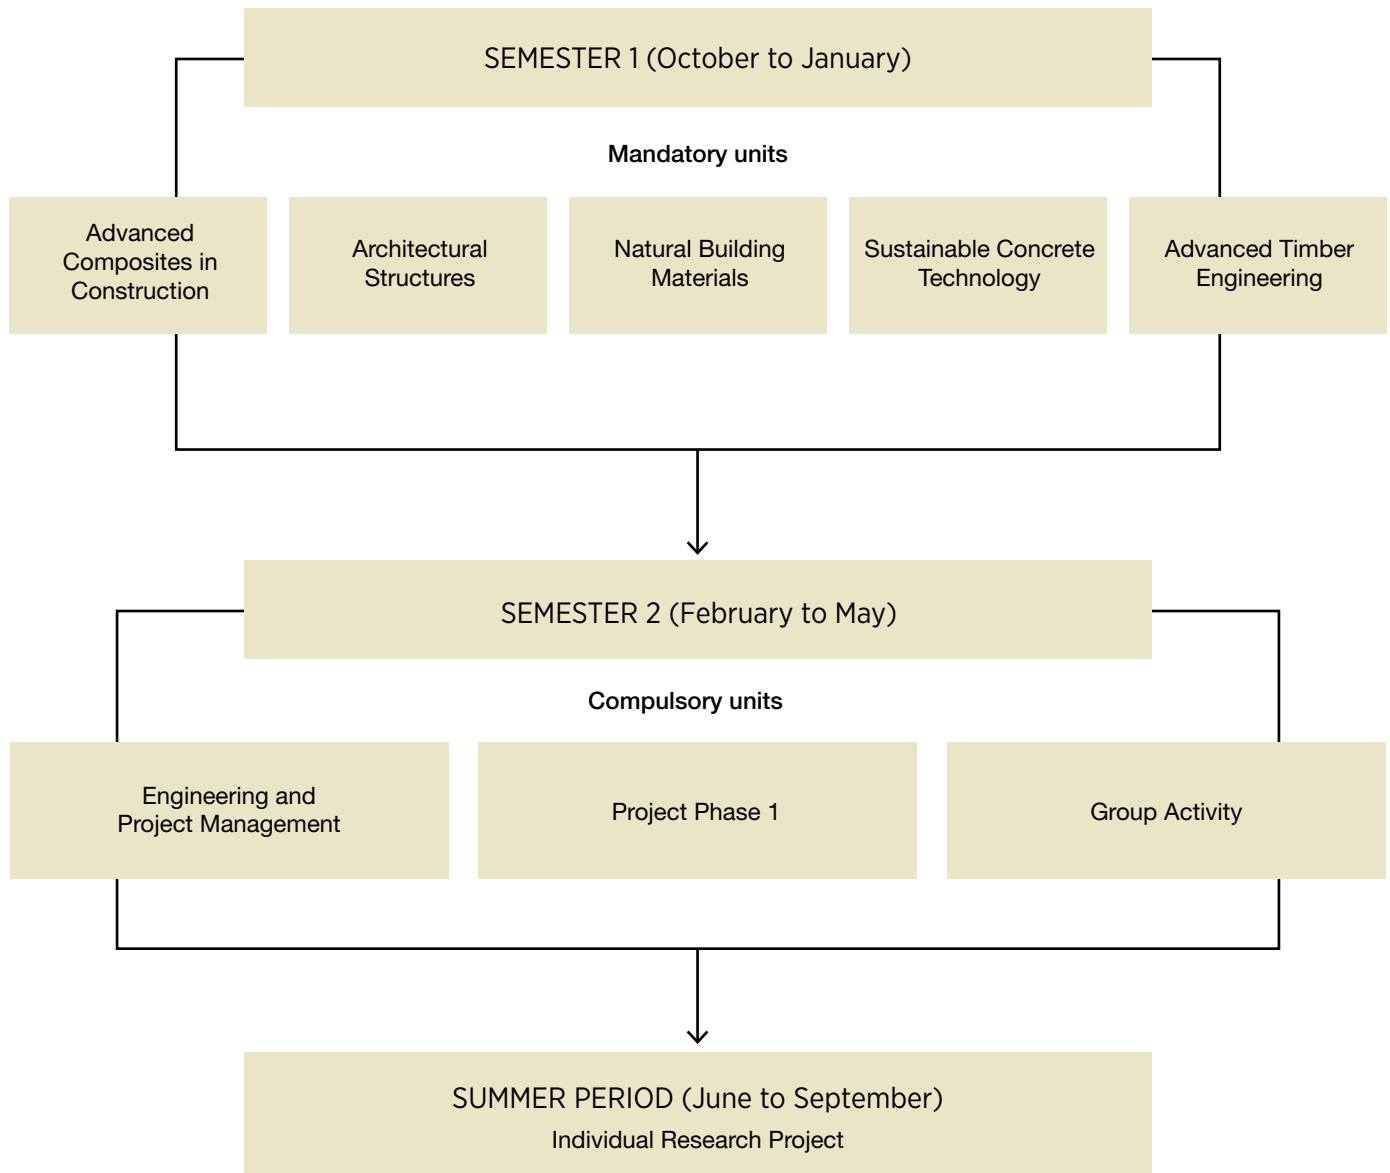 SEMESTER 1 (October to January)
Mandatory units
Advanced
Composites in
Construction
Architectural
Structures
Natural Building
Materials
Sustainable Concrete
Technology
Advanced Timber
Engineering
SEMESTER 2 (February to May)
Compulsory units
Engineering and
Project Management
Project Phase 1
Group Activity
SUMMER PERIOD (June to September)
Individual Research Project